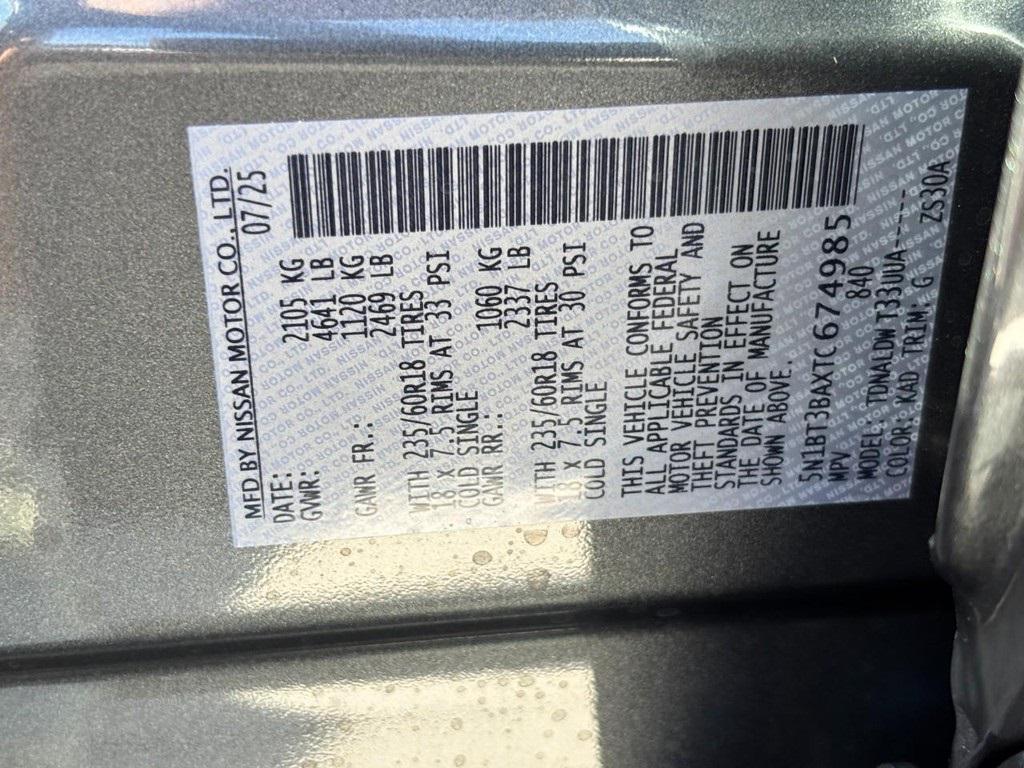 MFD BY NISSAN MOTOR CO., LTD.
DATE: 07/25
GVWR: 2105 KG
4641 LB
GAWR FR.: 1120 KG
2469 LB
WITH 235/60R18 TIRES
18 X 7.5 RIMS AT 33 PSI
COLD SINGLE
GAWR RR.: 1060 KG
2337 LB
WITH 235/60R18 TIRES
18 X 7.5 RIMS AT 30 PSI
COLD SINGLE
THIS VEHICLE CONFORMS TO
ALL APPLICABLE FEDERAL
MOTOR VEHICLE SAFETY AND
THEFT PREVENTION
STANDARDS IN EFFECT ON
THE DATE OF MANUFACTURE
SHOWN ABOVE.
5N1BT3BAXTC674985
MPV 840
MODEL: TDNALDW T33UUA------
COLOR: KAD TRIM G ZS30A